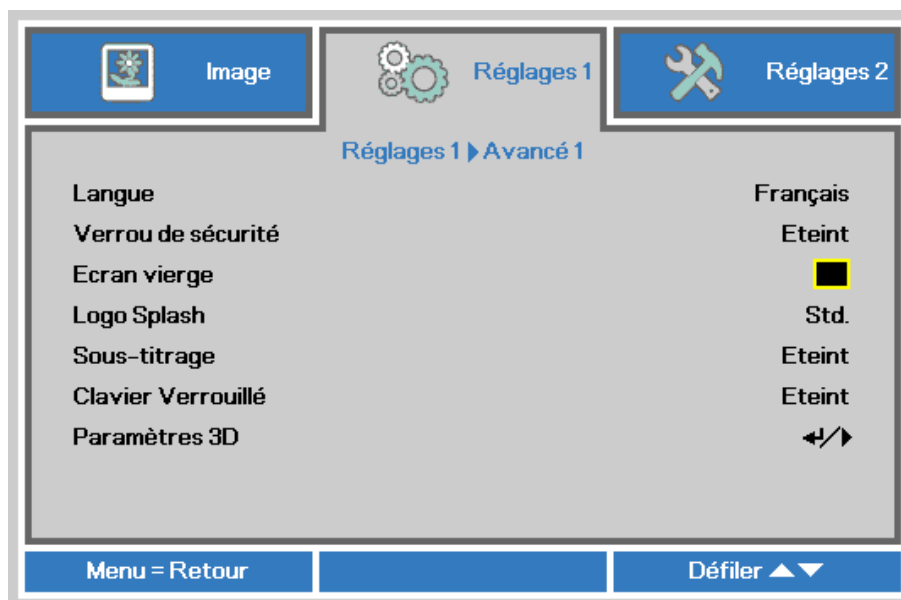 Image
Réglages 1
Réglages 2
Réglages 1 Avancé 1
Langue Français
Verrou de sécurité Eteint
Ecran vierge
Logo Splash Std.
Sous-titrage Eteint
Clavier Verrouillé Eteint
Paramètres 3D /
Menu = Retour
Défiler